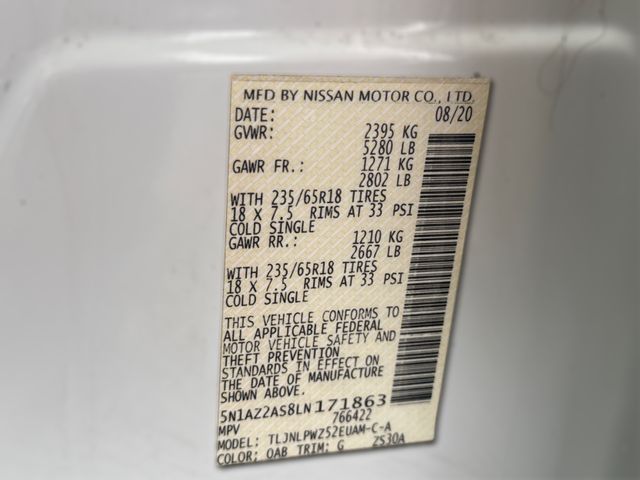 MFD BY NISSAN MOTOR CO., LTD.
DATE: 08/20
GVWR: 2395 KG
5280 LB
GAWR FR.: 1271 KG
2802 LB
WITH 235/65R18 TIRES
18 X 7.5 RIMS AT 33 PSI
COLD SINGLE
GAWR RR.: 1210 KG
2667 LB
WITH 235/65R18 TIRES
18 X 7.5 RIMS AT 33 PSI
COLD SINGLE
THIS VEHICLE CONFORMS TO
ALL APPLICABLE FEDERAL
MOTOR VEHICLE SAFETY AND
THEFT PREVENTION
STANDARDS IN EFFECT ON
THE DATE OF MANUFACTURE
SHOWN ABOVE.
5N1AZ2AS8LN171863
MPV 766422
MODEL: TLJNLPWZ52EUAM-C-A
COLOR; QAB TRIM; G ZS30A